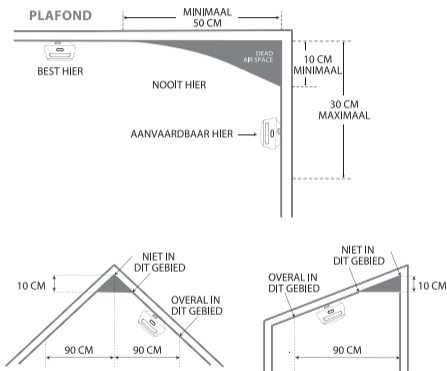 PLAFOND
MINIMAAL
50 CM
DEAD
AIR SPACE
10 CM
MINIMAAL
BEST HIER
NOOIT HIER
30 CM
MAXIMAAL
AANVAARDBAAR HIER
NIET IN
DIT GEBIED
10 CM
OVERAL IN
DIT GEBIED
90 CM
90 CM
NIET IN
DIT GEBIED
OVERAL IN
DIT GEBIED
10 CM
90 CM